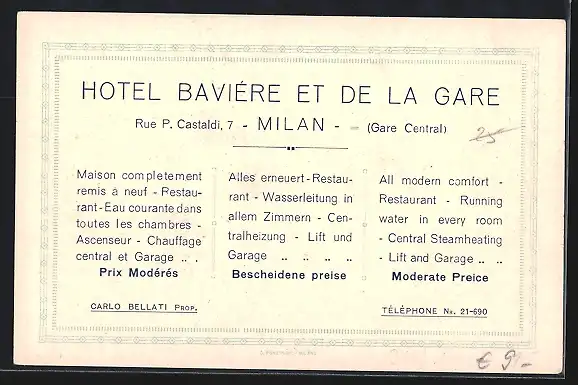 HOTEL BAVIÉRE ET DE LA GARE
Rue P. Castaldi, 7 - MILAN - - (Gare Central)
25
Maison completement
remis à neuf - Restau-
rant - Eau courante dans
toutes les chambres -
Ascenseur - Chauffage
central et Garage .. .
Prix Modérés
Alles erneuert - Restau-
rant - Wasserleitung in
allem Zimmern - Cen-
tralheizung - Lift und
Garage .. .. .. ..
Bescheidene preise
All modern comfort -
Restaurant - Running
water in every room
- Central Steamheating
- Lift and Garage .. ..
Moderate Preice
CARLO BELLATI PROP.
TÉLÉPHONE Nr. 21-690
€ 9.-